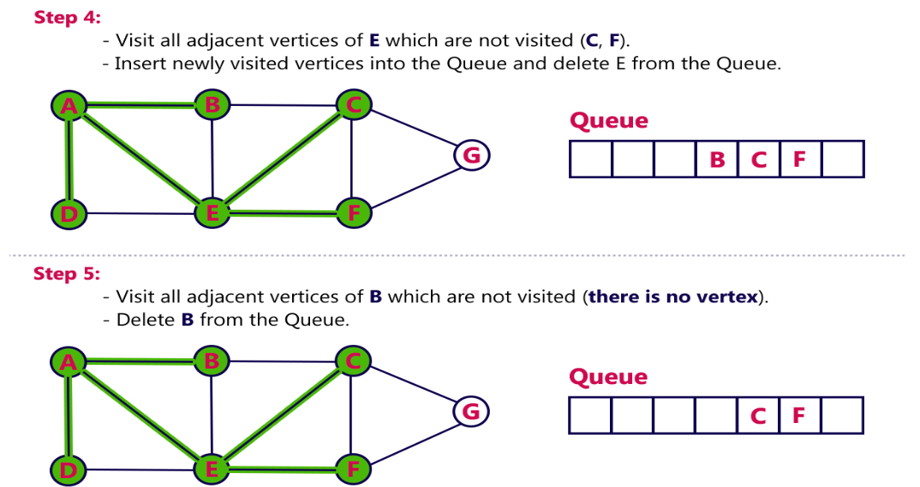 Step 4:
- Visit all adjacent vertices of E which are not visited (C, F).
- Insert newly visited vertices into the Queue and delete E from the Queue.
A B C
G
D E F
Queue
B C F
Step 5:
- Visit all adjacent vertices of B which are not visited (there is no vertex).
- Delete B from the Queue.
A B C
G
D E F
Queue
C F